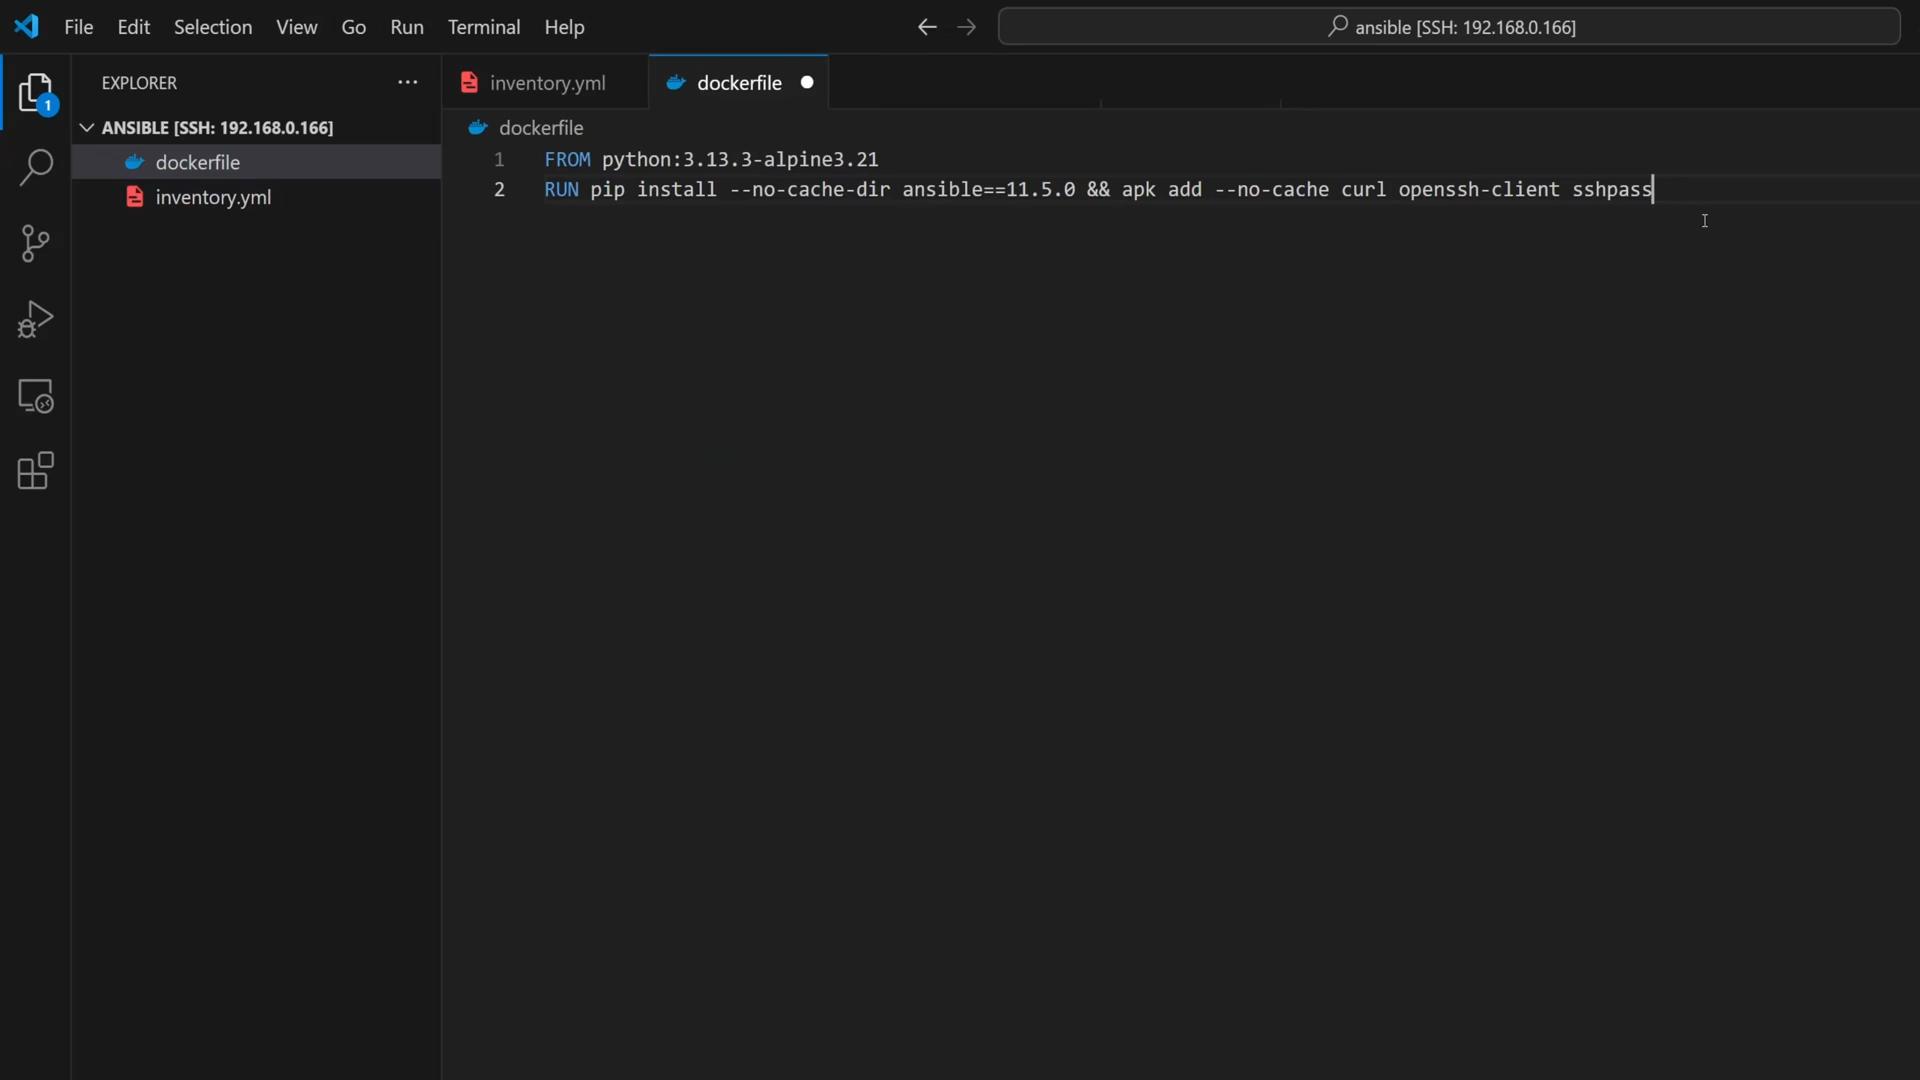 File Edit Selection View Go Run Terminal Help
ansible [SSH: 192.168.0.166]
EXPLORER
inventory.yml
dockerfile
1
ANSIBLE [SSH: 192.168.0.166]
dockerfile
inventory.yml
dockerfile
1 FROM python:3.13.3-alpine3.21
2 RUN pip install --no-cache-dir ansible==11.5.0 && apk add --no-cache curl openssh-client sshpass